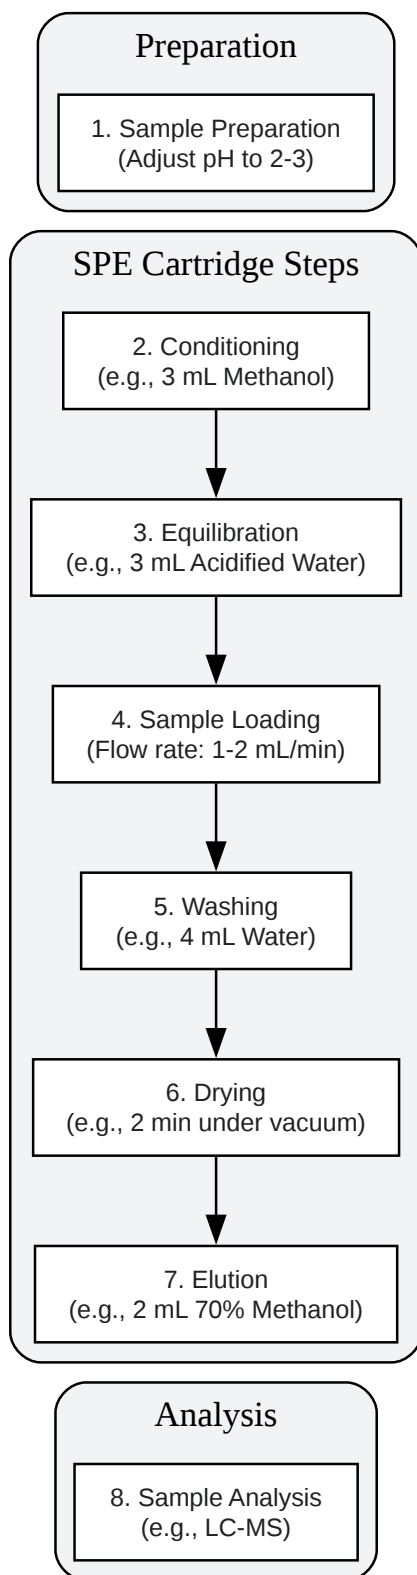 Preparation
1. Sample Preparation
(Adjust pH to 2-3)
SPE Cartridge Steps
2. Conditioning
(e.g., 3 mL Methanol)
3. Equilibration
(e.g., 3 mL Acidified Water)
4. Sample Loading
(Flow rate: 1-2 mL/min)
5. Washing
(e.g., 4 mL Water)
6. Drying
(e.g., 2 min under vacuum)
7. Elution
(e.g., 2 mL 70% Methanol)
Analysis
8. Sample Analysis
(e.g., LC-MS)